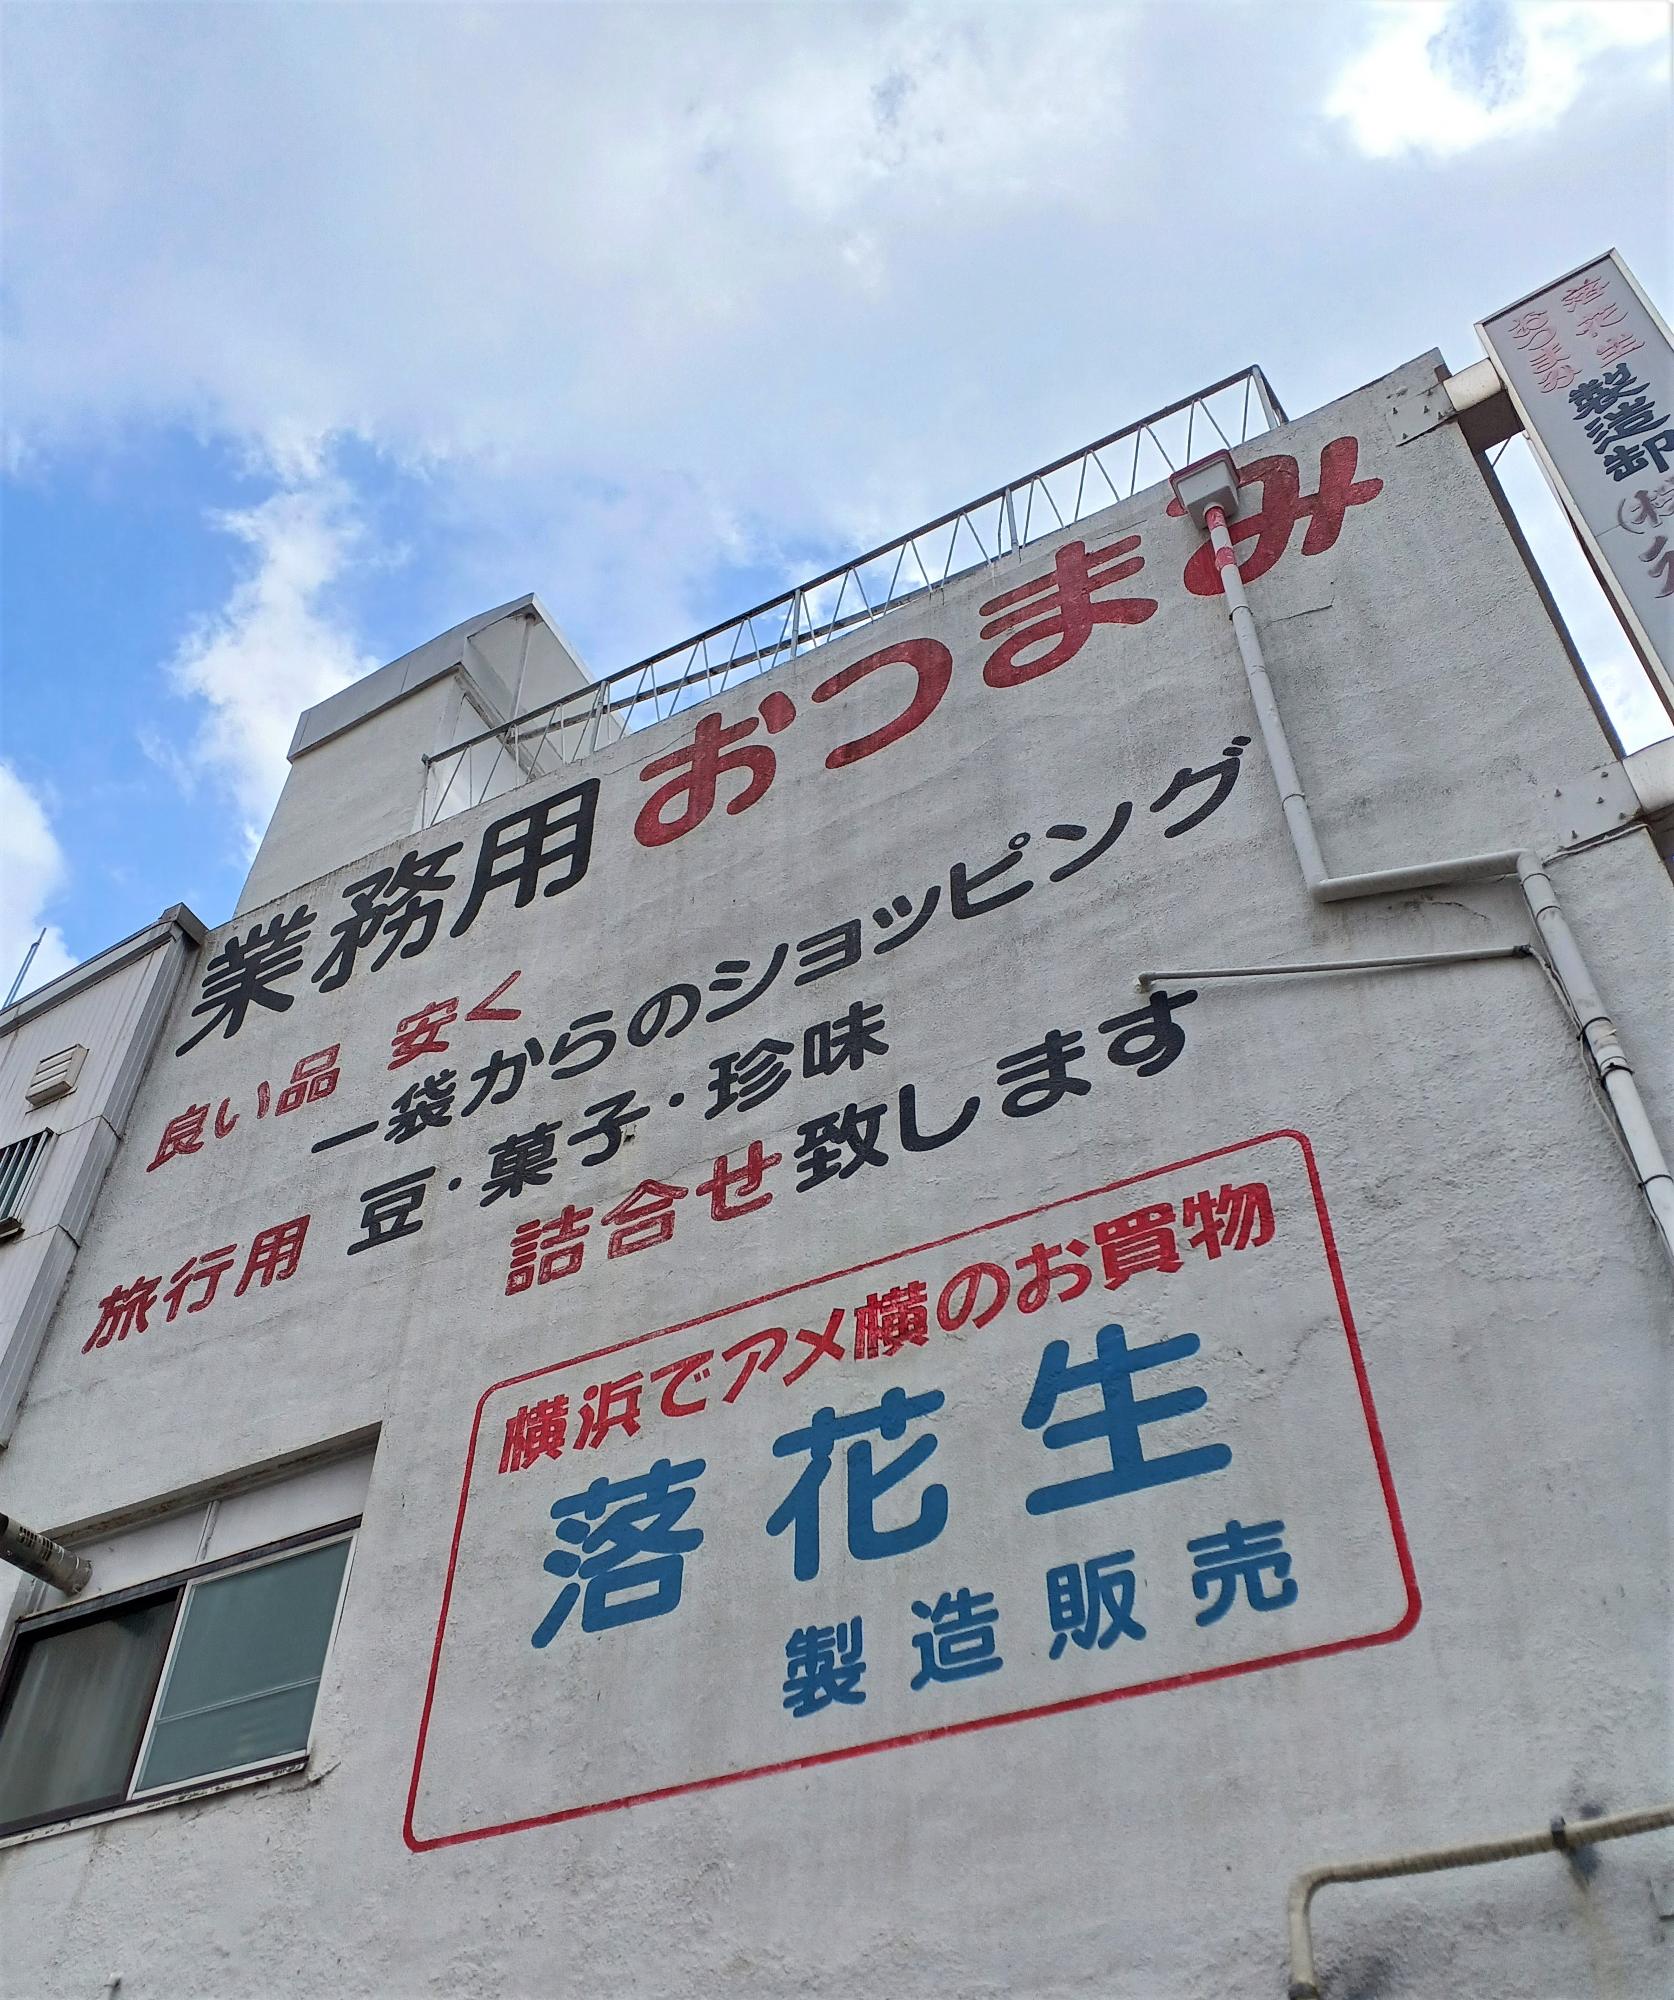 業務用おつまみ
良い品 安く
一袋からのショッピング
旅行用 豆・菓子・珍味
詰合せ致します
横浜でアメ横のお買物
落花生
製造販売
落花生
おつまみ
製造卸